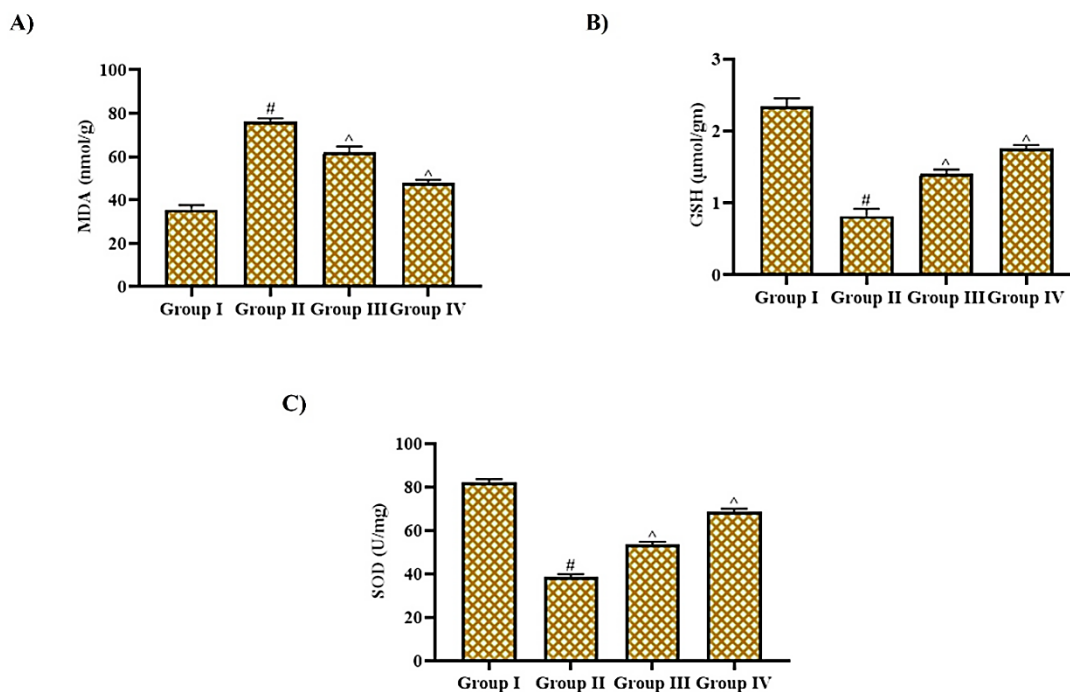 A)
MDA (nmol/g)
100
80
60
40
20
0
#
^
^
Group I Group II Group III Group IV
B)
GSH (µmol/gm)
3
2
1
0
#
^
^
Group I Group II Group III Group IV
C)
SOD (U/mg)
100
80
60
40
20
0
#
^
^
Group I Group II Group III Group IV